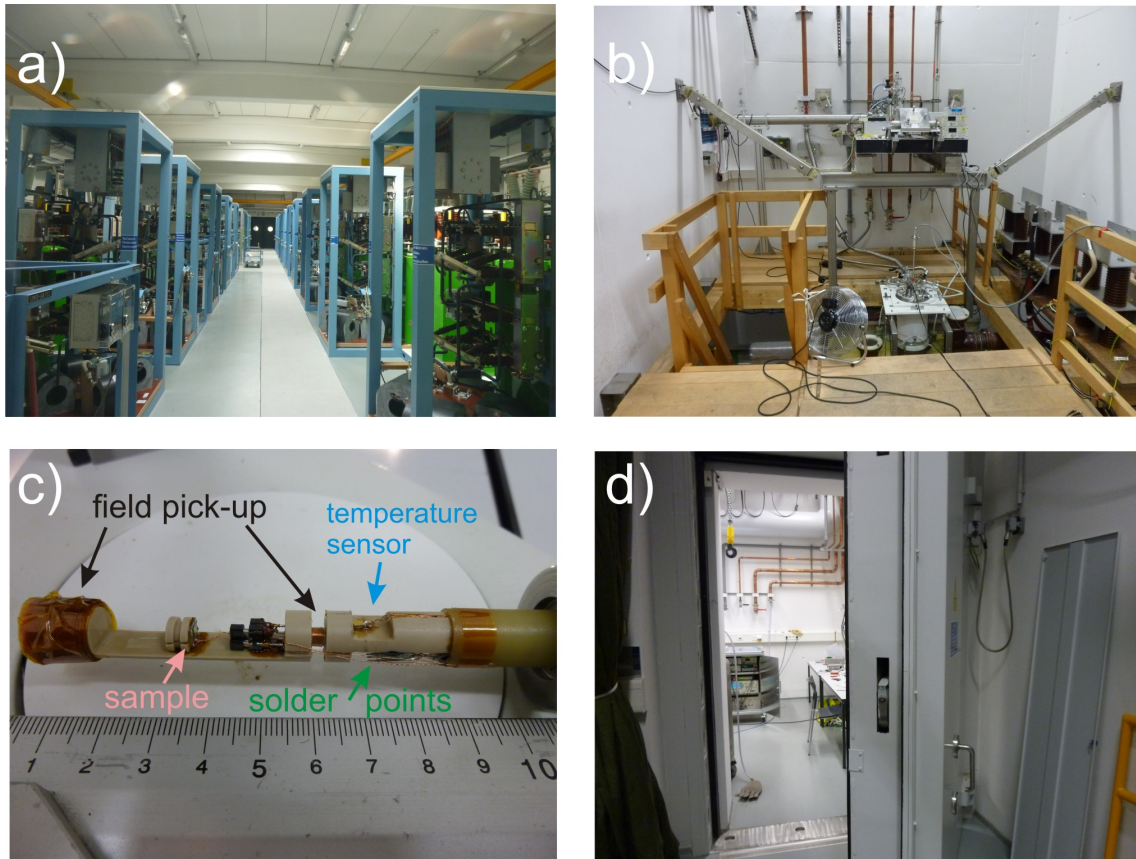 a)
b)
c)
field pick-up
temperature
sensor
sample
solder points
1 2 3 4 5 6 7 8 9 10
d)